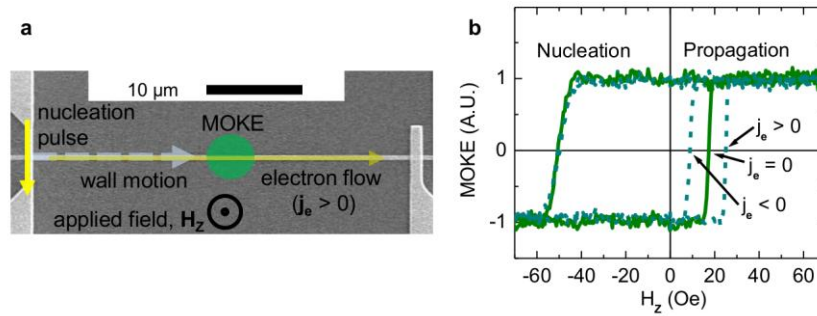 a
10 μm
nucleation
pulse
MOKE
wall motion
electron flow
(jₑ > 0)
applied field, H_z
b
MOKE (A.U.)
1
0
-1
Nucleation
Propagation
jₑ > 0
jₑ = 0
jₑ < 0
-60 -40 -20 0 20 40 60
H_z (Oe)